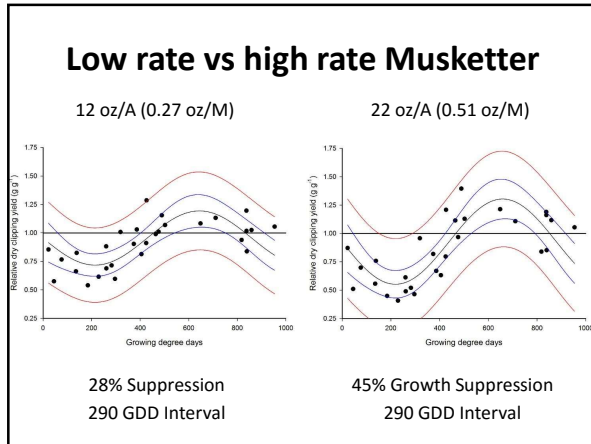 Low rate vs high rate Musketter
12 oz/A (0.27 oz/M)
22 oz/A (0.51 oz/M)
Relative dry clipping yield (g g⁻¹)
1.75
1.50
1.25
1.00
0.75
0.50
0.25
0
200
400
600
800
1000
Growing degree days
Relative dry clipping yield (g g⁻¹)
1.75
1.50
1.25
1.00
0.75
0.50
0.25
0
200
400
600
800
1000
Growing degree days
28% Suppression
290 GDD Interval
45% Growth Suppression
290 GDD Interval